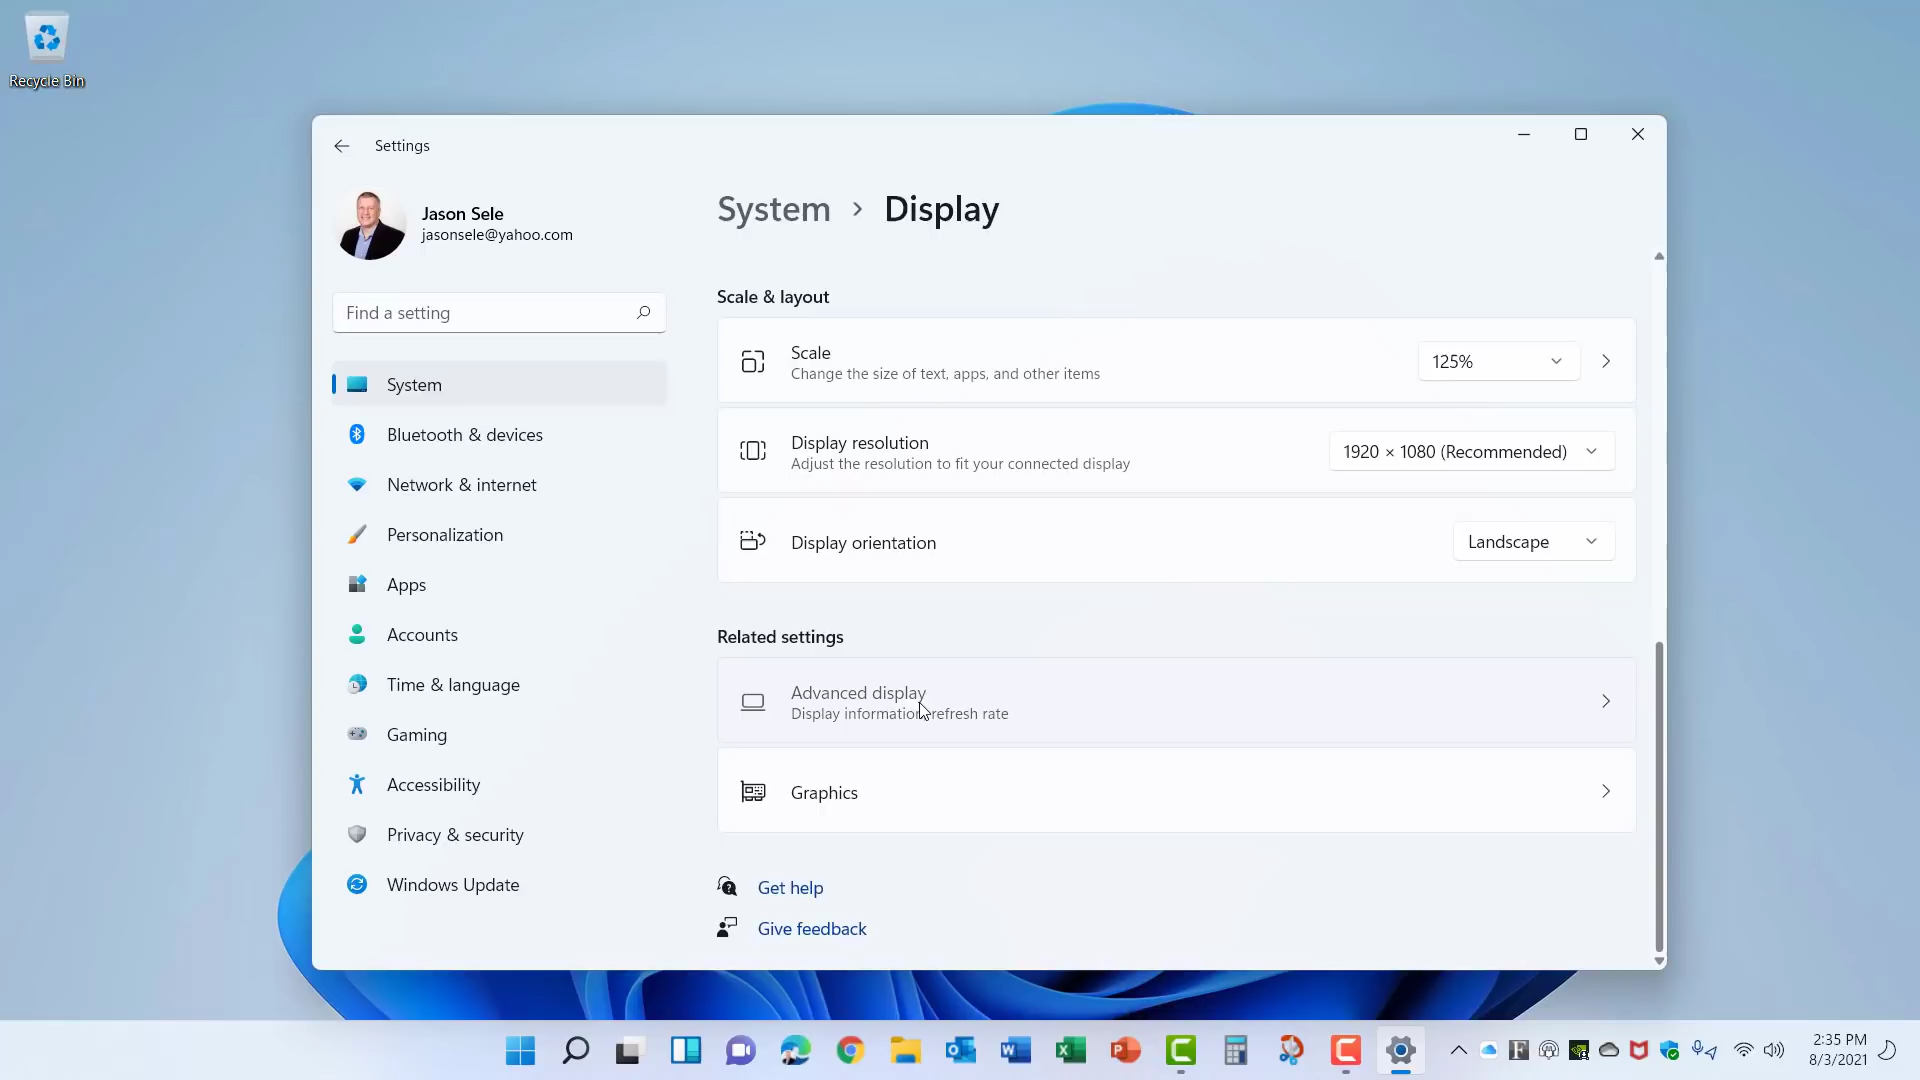 Recycle Bin
Settings
Jason Sele
jasonsele@yahoo.com
Find a setting
System
Bluetooth & devices
Network & internet
Personalization
Apps
Accounts
Time & language
Gaming
Accessibility
Privacy & security
Windows Update
System > Display
Scale & layout
Scale
Change the size of text, apps, and other items
125%
Display resolution
Adjust the resolution to fit your connected display
1920 × 1080 (Recommended)
Display orientation
Landscape
Related settings
Advanced display
Display information, refresh rate
Graphics
Get help
Give feedback
2:35 PM
8/3/2021